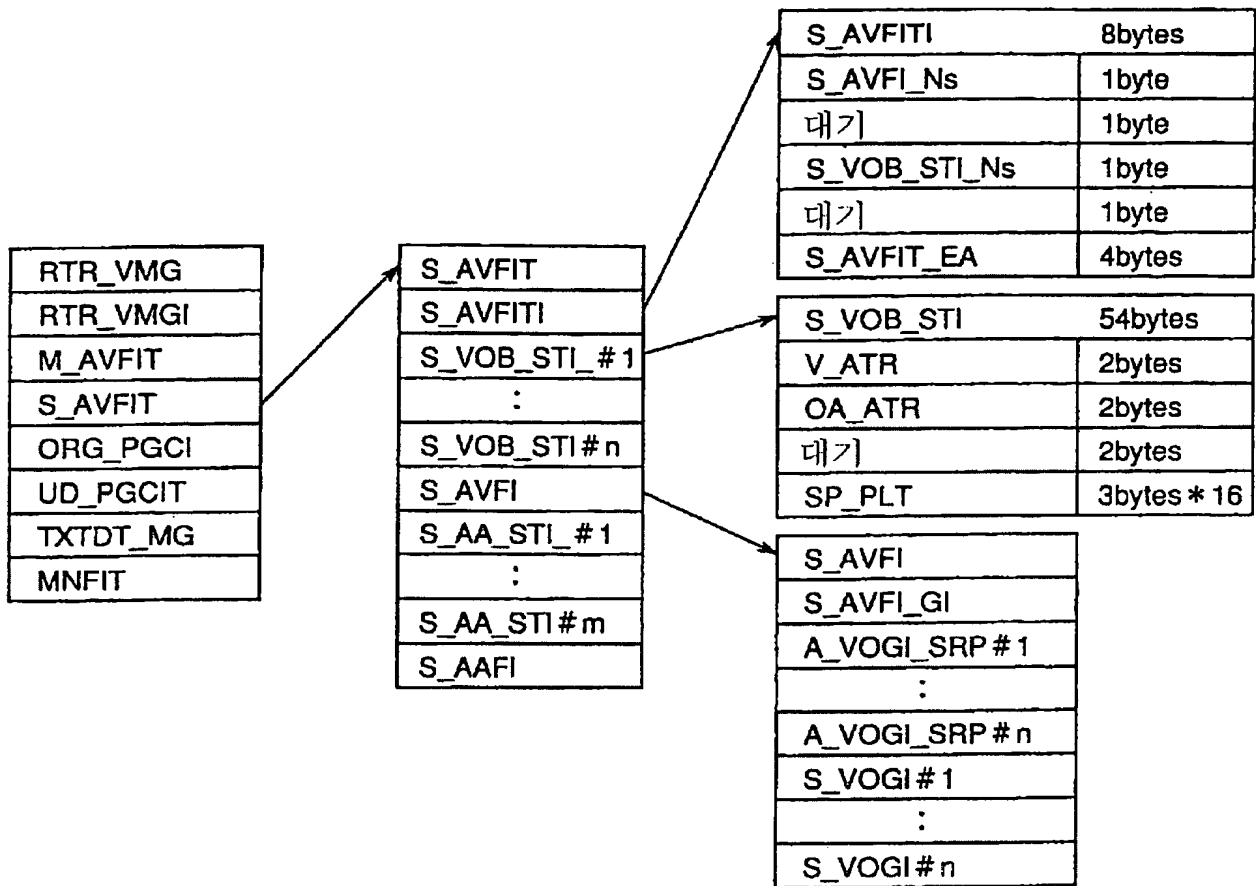 RTR_VMG
RTR_VMGI
M_AVFIT
S_AVFIT
ORG_PGCI
UD_PGCIT
TXTDT_MG
MNFIT
S_AVFIT
S_AVFITI
S_VOB_STI_#1
:
S_VOB_STI#n
S_AVFI
S_AA_STI_#1
:
S_AA_STI#m
S_AAFI
S_AVFITI 8bytes
S_AVFI_Ns 1byte
대기 1byte
S_VOB_STI_Ns 1byte
대기 1byte
S_AVFIT_EA 4bytes
S_VOB_STI 54bytes
V_ATR 2bytes
OA_ATR 2bytes
대기 2bytes
SP_PLT 3bytes*16
S_AVFI
S_AVFI_GI
A_VOGI_SRP#1
:
A_VOGI_SRP#n
S_VOGI#1
:
S_VOGI#n